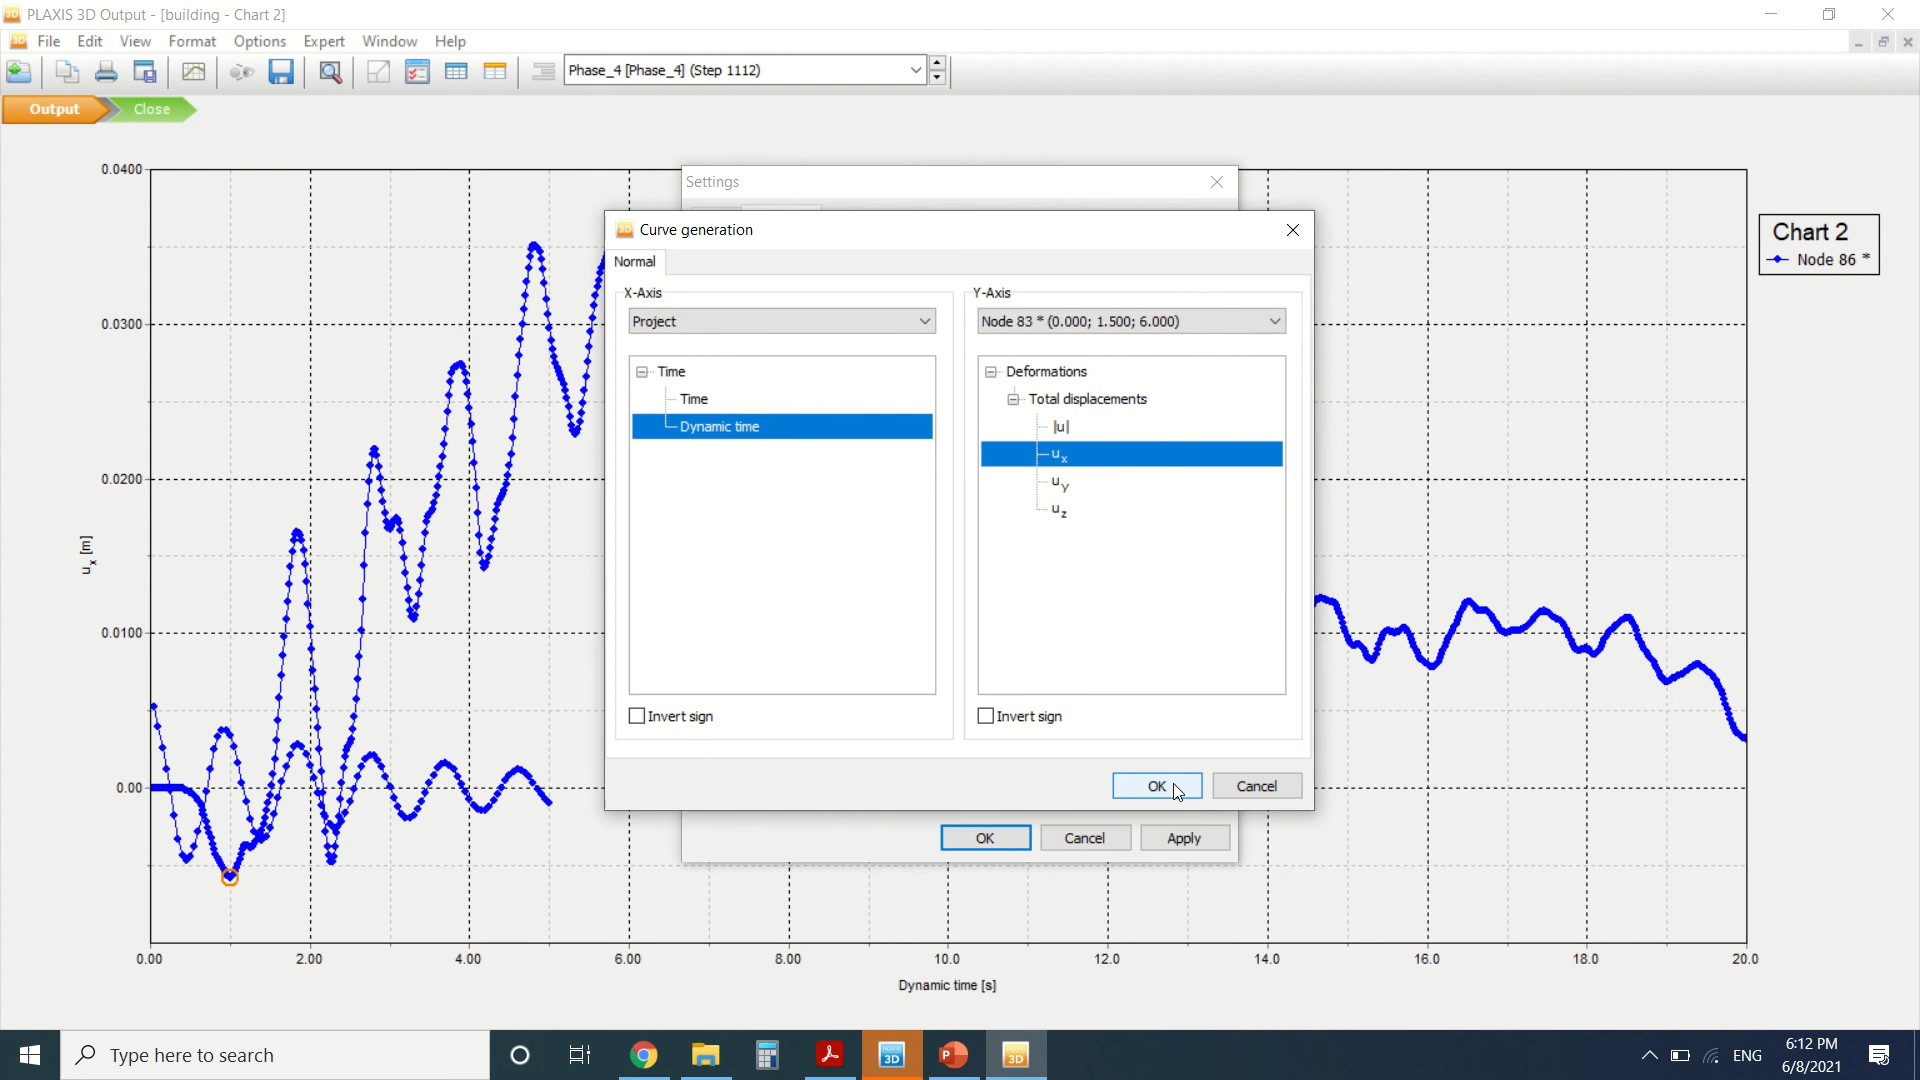 PLAXIS 3D Output - [building - Chart 2]
File Edit View Format Options Expert Window Help
Phase_4 [Phase_4] (Step 1112)
Output Close
Settings
Curve generation
Normal
X-Axis
Project
Time
Time
Dynamic time
Invert sign
Y-Axis
Node 83 * (0.000; 1.500; 6.000)
Deformations
Total displacements
|u|
u x
u y
u z
Invert sign
OK Cancel
OK Cancel Apply
Chart 2
Node 86 *
0.0400
0.0300
0.0200
0.0100
0.00
u x [m]
0.00 2.00 4.00 6.00 8.00 10.0 12.0 14.0 16.0 18.0 20.0
Dynamic time [s]
Type here to search
ENG
6:12 PM
6/8/2021